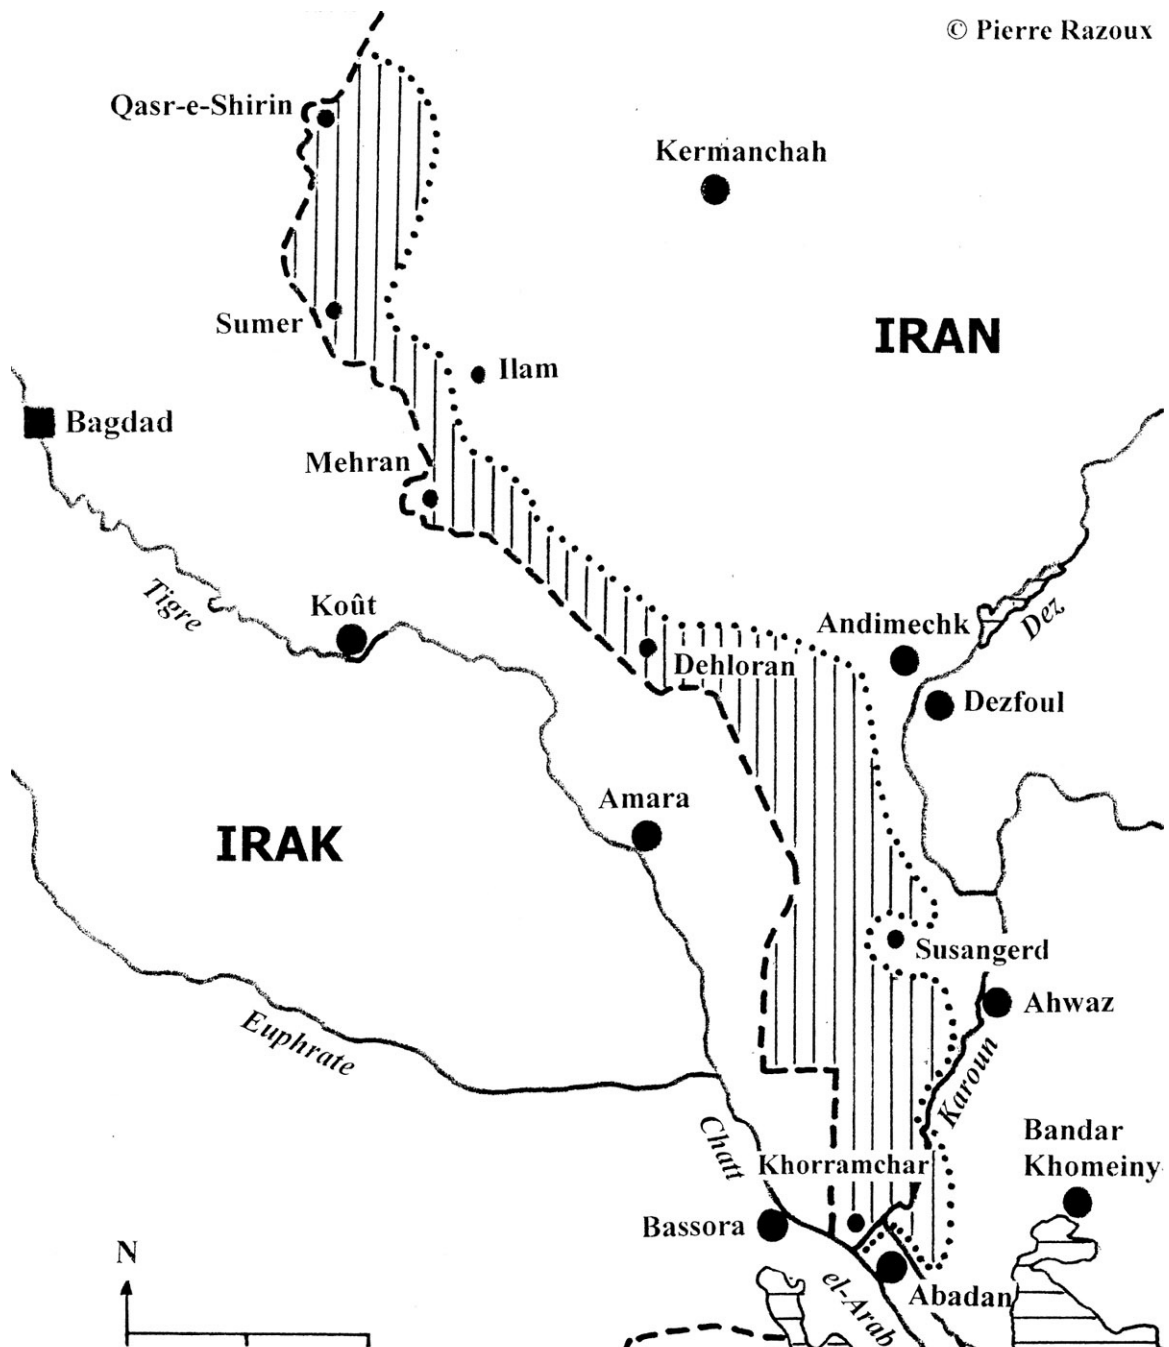 © Pierre Razoux
Qasr-e-Shirin
Kermanchah
Sumer
IRAN
Ilam
Bagdad
Mehran
Tigre
Koût
Andimechk
Dez
Dehloran
Dezfoul
Amara
IRAK
Susangerd
Ahwaz
Euphrate
Karoun
Chatt
Bandar
Khomeiny
Khorramchar
Bassora
N
el-Arab
Abadan